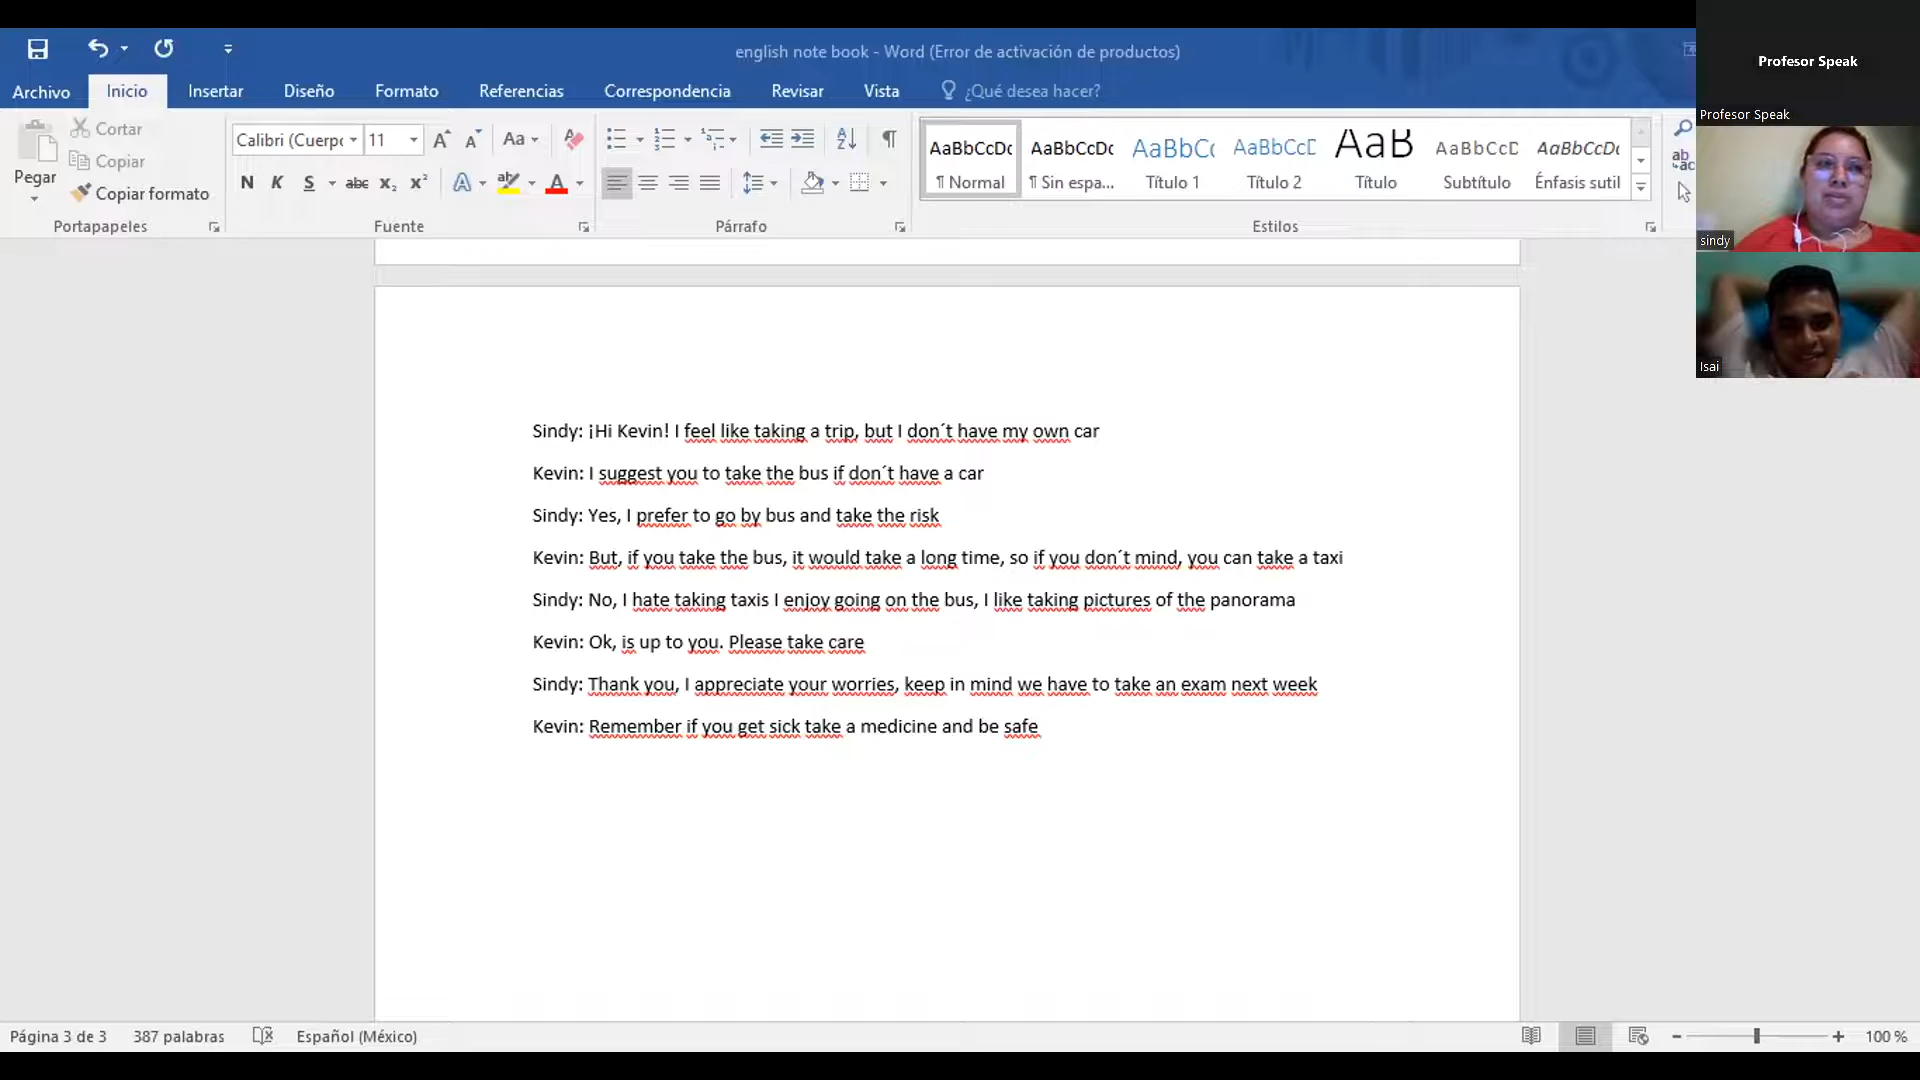 english note book - Word (Error de activación de productos)
Profesor Speak
Archivo Inicio Insertar Diseño Formato Referencias Correspondencia Revisar Vista ¿Qué desea hacer?
Profesor Speak
Pegar
Cortar
Copiar
Copiar formato
Portapapeles
Calibri (Cuerpo 11
Aa
N K S abc x₂ x²
A aby A
Fuente
Párrafo
AaBbCcDc AaBbCcDc AaBbC AaBbCcD AaB AaBbCcD AaBbCcDc
¶ Normal ¶ Sin espa... Título 1 Título 2 Título Subtítulo Énfasis sutil
Estilos
sindy
Isai
Sindy: ¡Hi Kevin! I feel like taking a trip, but I don´t have my own car
Kevin: I suggest you to take the bus if don´t have a car
Sindy: Yes, I prefer to go by bus and take the risk
Kevin: But, if you take the bus, it would take a long time, so if you don´t mind, you can take a taxi
Sindy: No, I hate taking taxis I enjoy going on the bus, I like taking pictures of the panorama
Kevin: Ok, is up to you. Please take care
Sindy: Thank you, I appreciate your worries, keep in mind we have to take an exam next week
Kevin: Remember if you get sick take a medicine and be safe
Página 3 de 3 387 palabras Español (México) 100 %